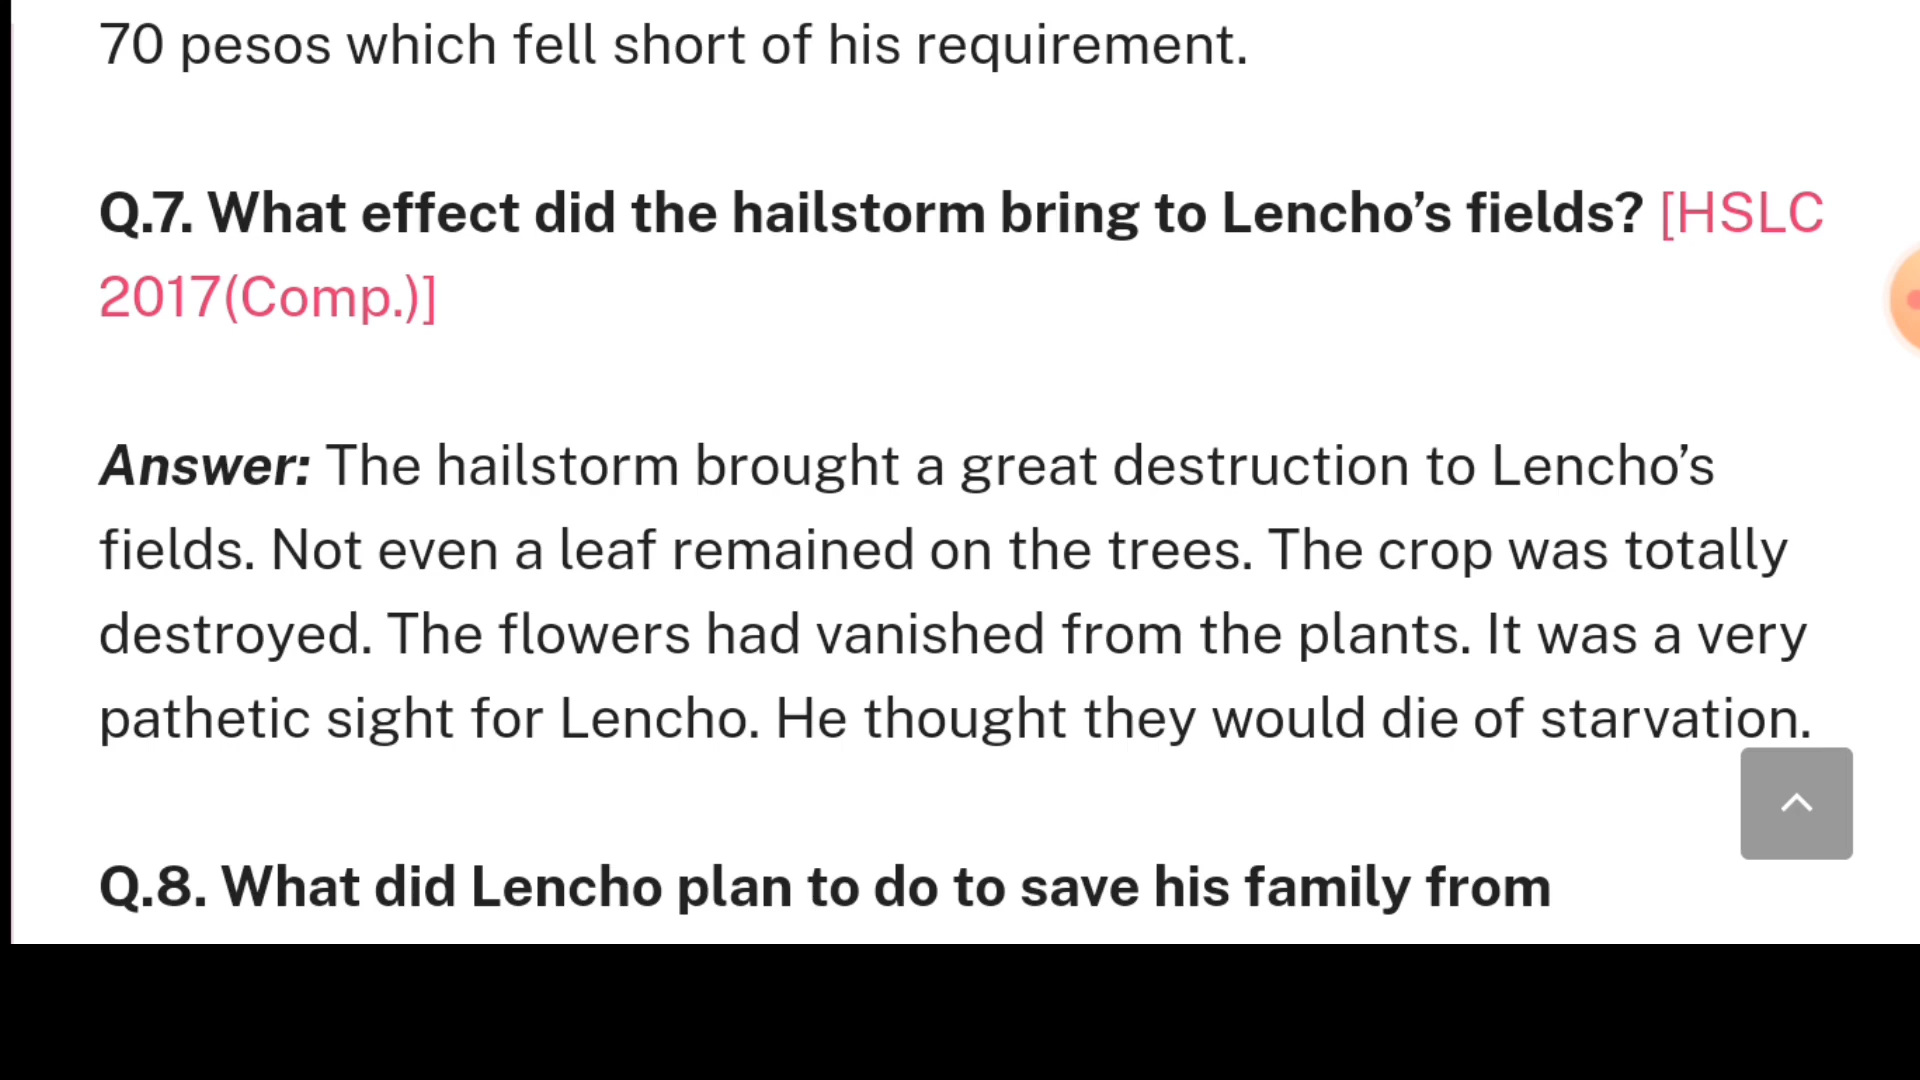 70 pesos which fell short of his requirement.
Q.7. What effect did the hailstorm bring to Lencho’s fields? [HSLC
2017(Comp.)]
Answer: The hailstorm brought a great destruction to Lencho’s
fields. Not even a leaf remained on the trees. The crop was totally
destroyed. The flowers had vanished from the plants. It was a very
pathetic sight for Lencho. He thought they would die of starvation.
Q.8. What did Lencho plan to do to save his family from